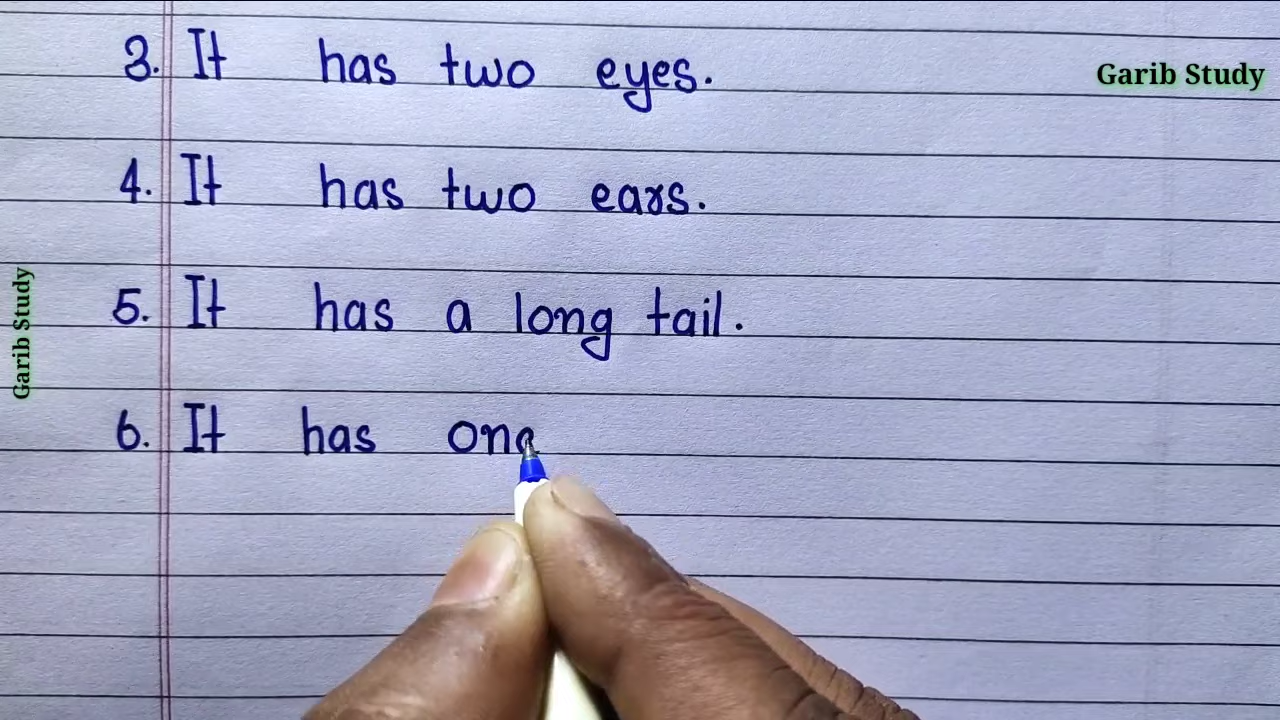 3. It has two eyes.
Garib Study
4. It has two ears.
Garib Study
5. It has a long tail.
6. It has one